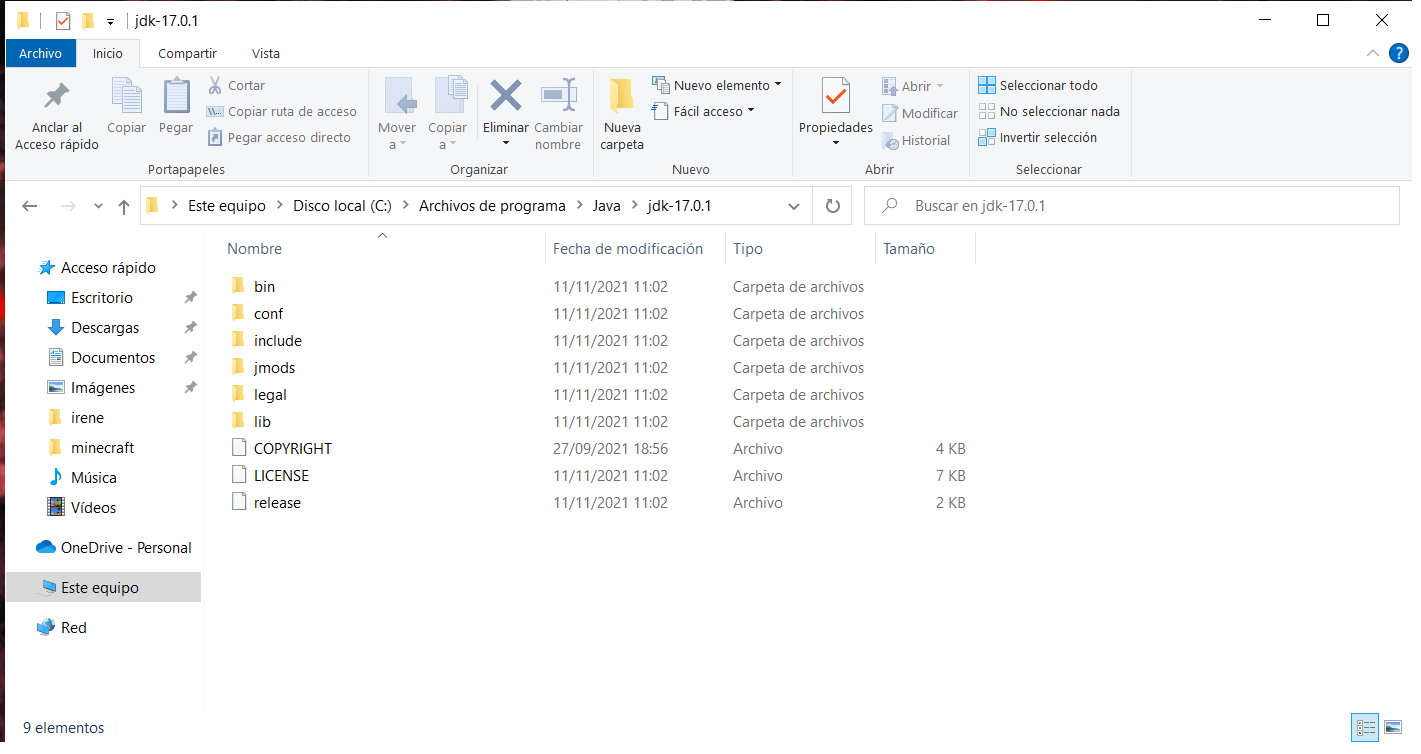 jdk-17.0.1
Archivo Inicio Compartir Vista
Anclar al Acceso rápido
Copiar
Pegar
Cortar
Copiar ruta de acceso
Pegar acceso directo
Portapapeles
Mover a
Copiar a
Eliminar
Cambiar nombre
Organizar
Nueva carpeta
Nuevo elemento
Fácil acceso
Nuevo
Propiedades
Abrir
Modificar
Historial
Abrir
Seleccionar todo
No seleccionar nada
Invertir selección
Seleccionar
Este equipo > Disco local (C:) > Archivos de programa > Java > jdk-17.0.1
Buscar en jdk-17.0.1
Acceso rápido
Escritorio
Descargas
Documentos
Imágenes
irene
minecraft
Música
Vídeos
OneDrive - Personal
Este equipo
Red
Nombre Fecha de modificación Tipo Tamaño
bin 11/11/2021 11:02 Carpeta de archivos
conf 11/11/2021 11:02 Carpeta de archivos
include 11/11/2021 11:02 Carpeta de archivos
jmods 11/11/2021 11:02 Carpeta de archivos
legal 11/11/2021 11:02 Carpeta de archivos
lib 11/11/2021 11:02 Carpeta de archivos
COPYRIGHT 27/09/2021 18:56 Archivo 4 KB
LICENSE 11/11/2021 11:02 Archivo 7 KB
release 11/11/2021 11:02 Archivo 2 KB
9 elementos